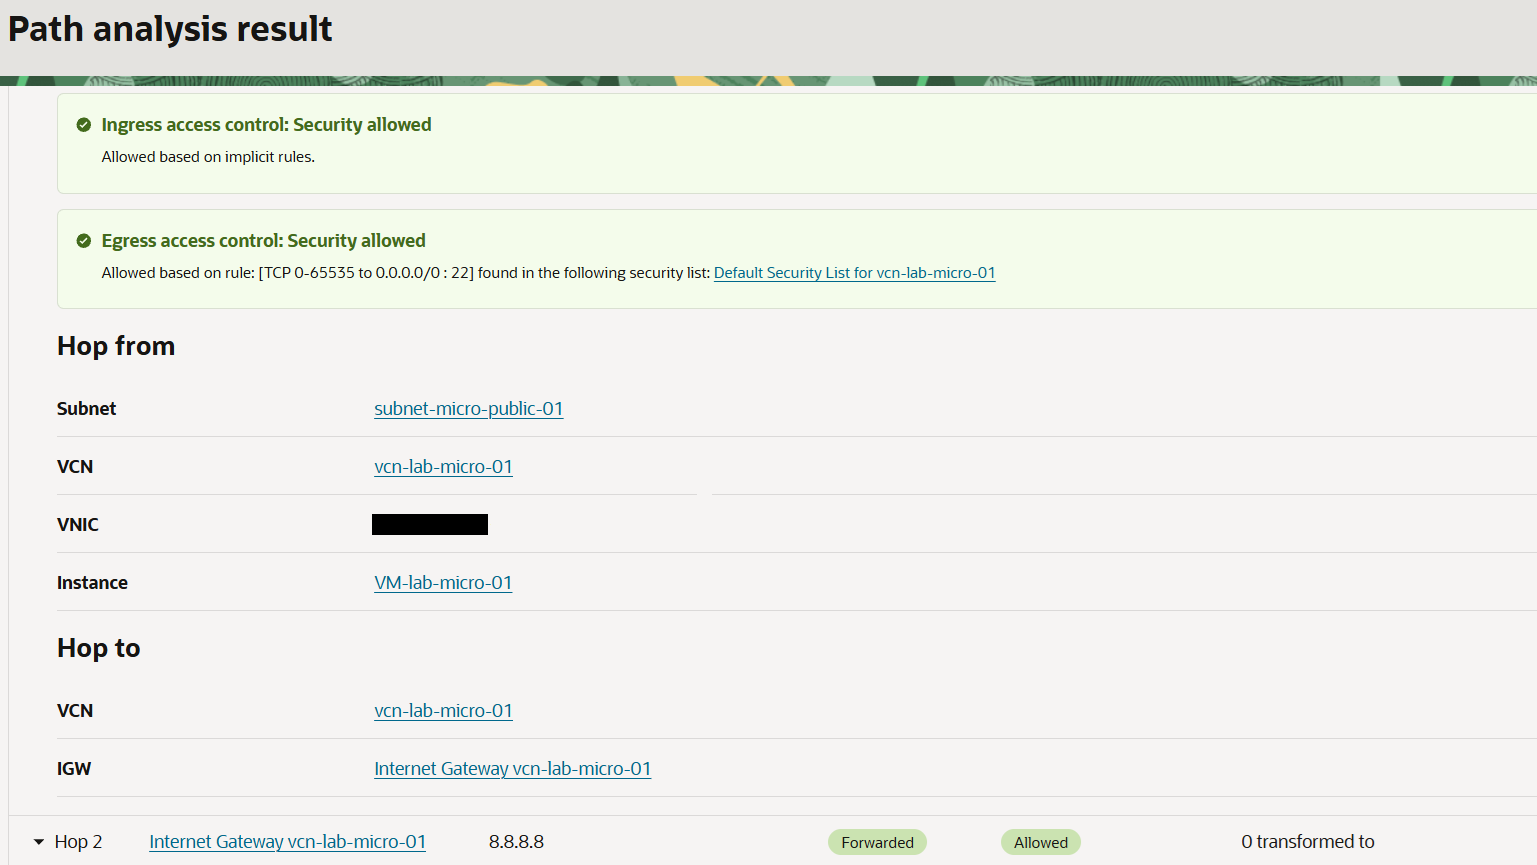 Path analysis result
Ingress access control: Security allowed
Allowed based on implicit rules.
Egress access control: Security allowed
Allowed based on rule: [TCP 0-65535 to 0.0.0.0/0 : 22] found in the following security list: Default Security List for vcn-lab-micro-01
Hop from
Subnet subnet-micro-public-01
VCN vcn-lab-micro-01
VNIC
Instance VM-lab-micro-01
Hop to
VCN vcn-lab-micro-01
IGW Internet Gateway vcn-lab-micro-01
Hop 2 Internet Gateway vcn-lab-micro-01 8.8.8.8 Forwarded Allowed 0 transformed to